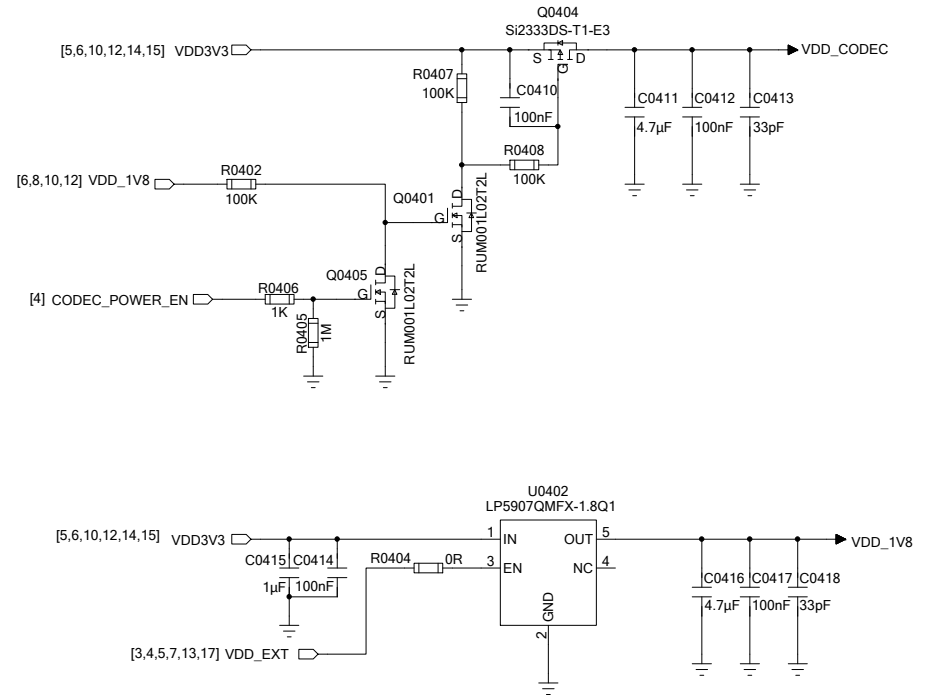 Q0404
Si2333DS-T1-E3
[5,6,10,12,14,15] VDD3V3
S D
G
VDD_CODEC
R0407
100K
C0410
100nF
C0411
4.7µF
C0412
100nF
C0413
33pF
R0408
100K
[6,8,10,12] VDD_1V8
R0402
100K
Q0401
D
G
S
RUM001L02T2L
Q0405
D
G
S
RUM001L02T2L
[4] CODEC_POWER_EN
R0406
1K
R0405
1M
U0402
LP5907QMFX-1.8Q1
[5,6,10,12,14,15] VDD3V3
1 IN
OUT 5
VDD_1V8
C0415
1µF
C0414
100nF
R0404 0R
3 EN
NC 4
GND
2
C0416
4.7µF
C0417
100nF
C0418
33pF
[3,4,5,7,13,17] VDD_EXT